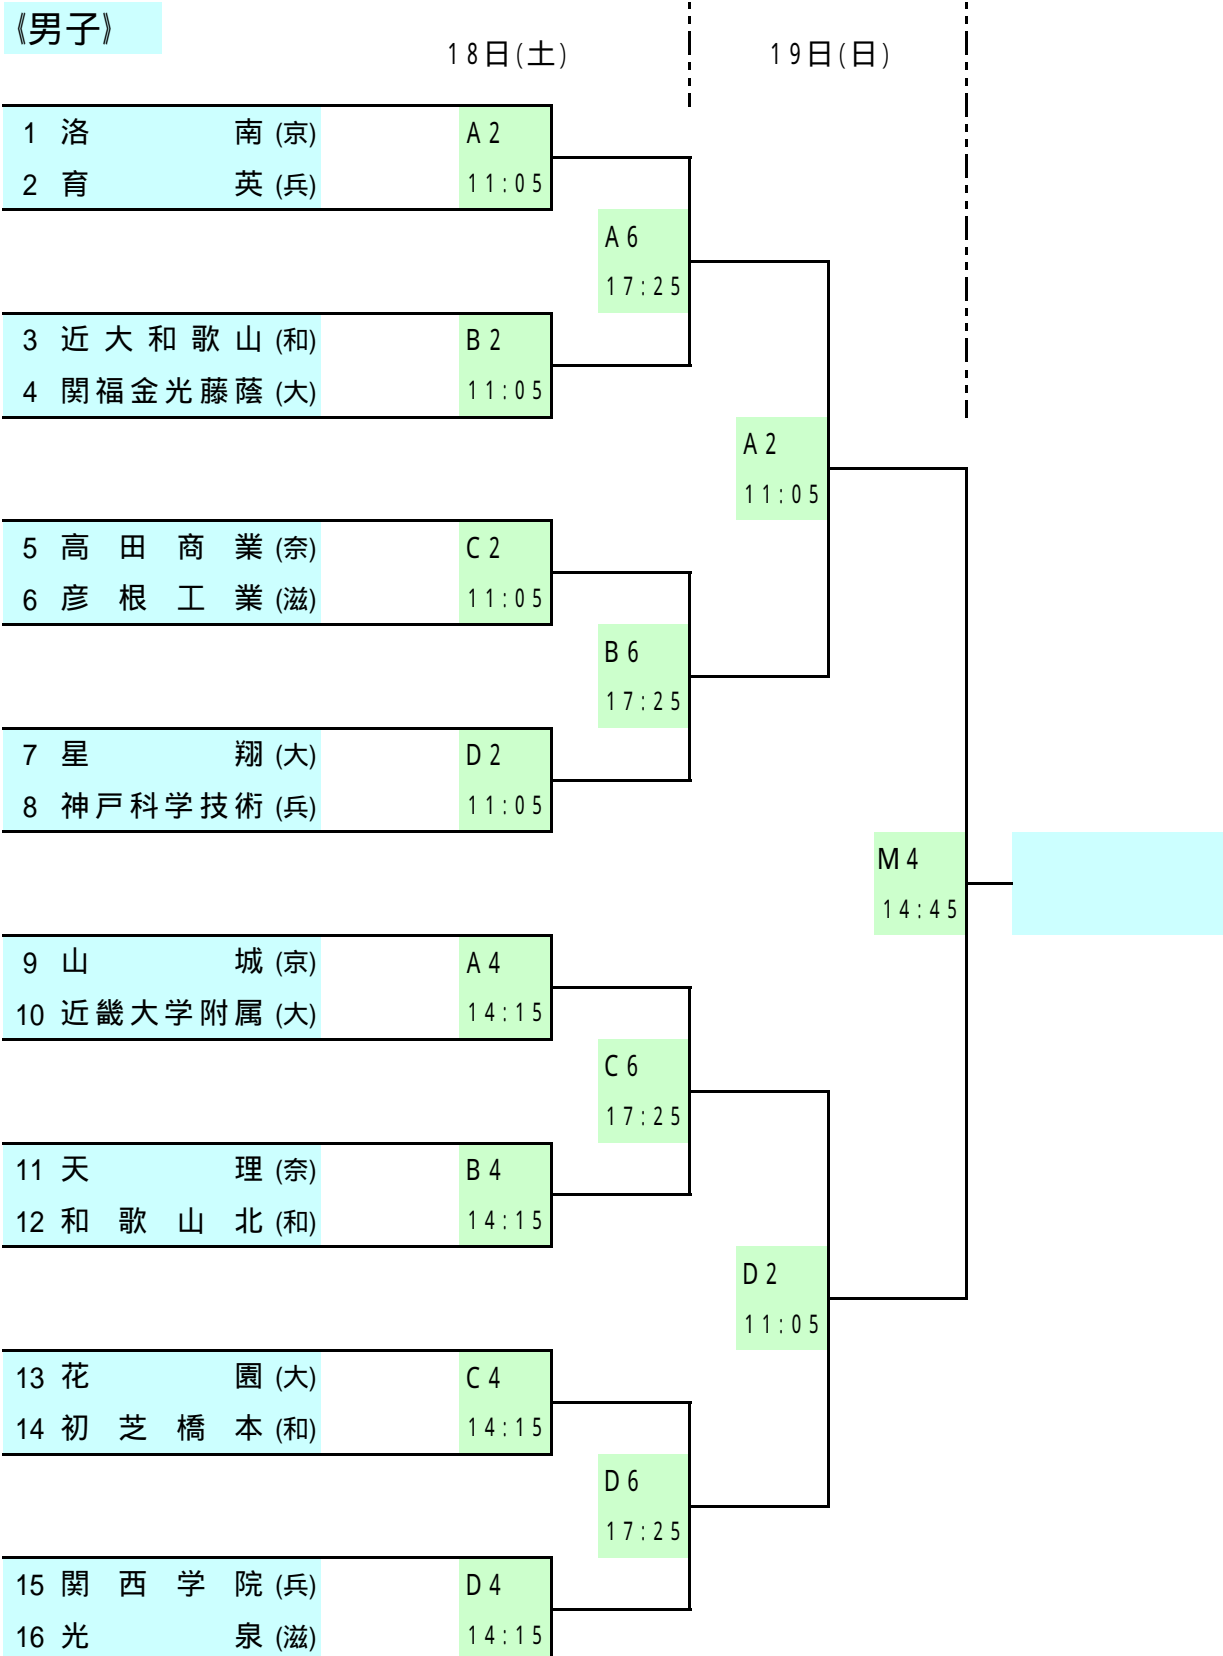 《男子》
18日(土)
19日(日)
1 洛南 (京)
A2
2 育英 (兵)
11:05
A6
17:25
3 近大和歌山 (和)
B2
4 関福金光藤蔭 (大)
11:05
A2
11:05
5 高田商業 (奈)
C2
6 彦根工業 (滋)
11:05
B6
17:25
7 星翔 (大)
D2
8 神戸科学技術 (兵)
11:05
M4
14:45
9 山城 (京)
A4
10 近畿大学附属 (大)
14:15
C6
17:25
11 天理 (奈)
B4
12 和歌山北 (和)
14:15
D2
11:05
13 花園 (大)
C4
14 初芝橋本 (和)
14:15
D6
17:25
15 関西学院 (兵)
D4
16 光泉 (滋)
14:15